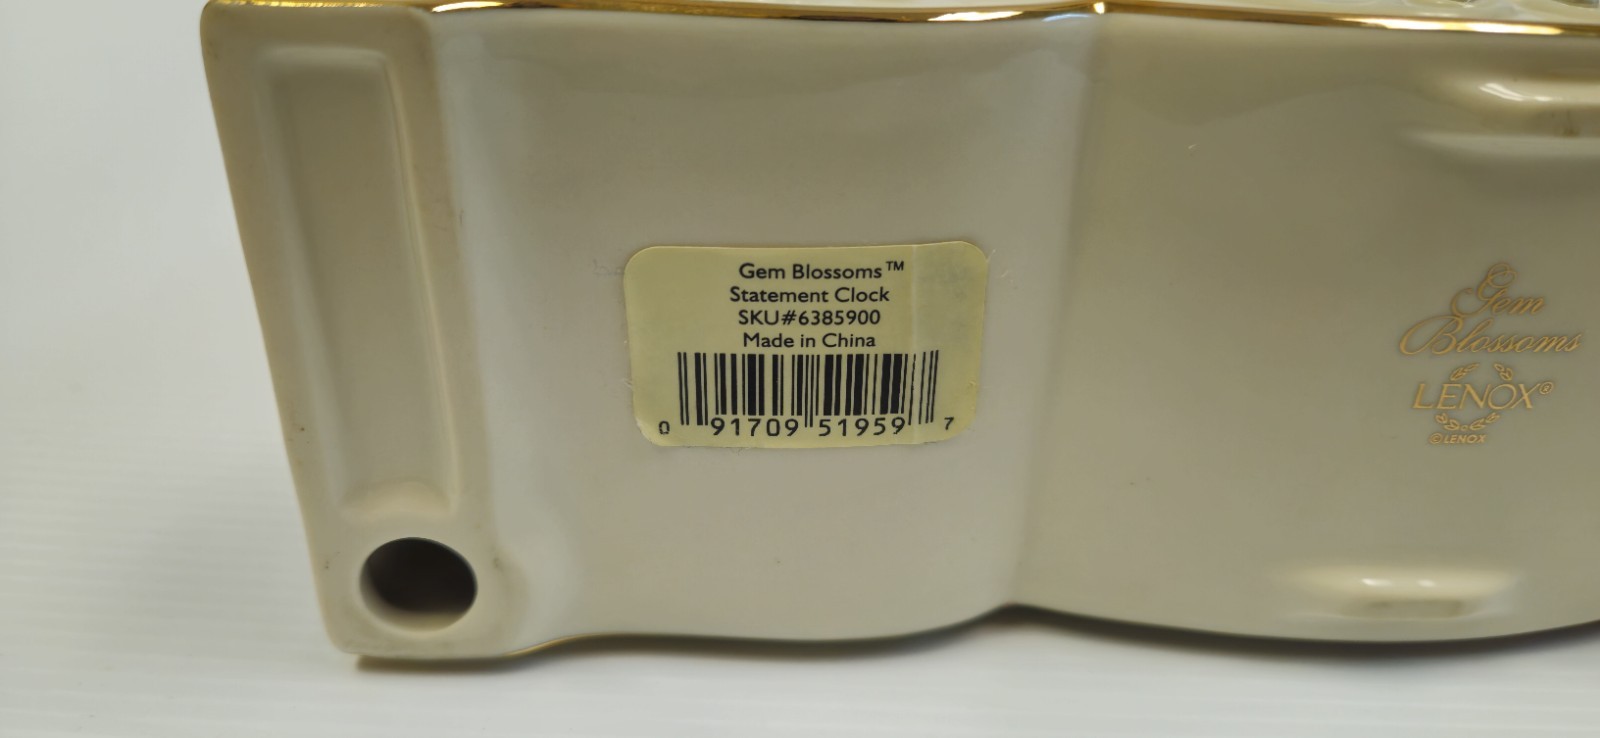 Gem Blossoms™
Statement Clock
SKU#6385900
Made in China
0 91709 51959 7
Gem
Blossoms
LENOX®
© LENOX